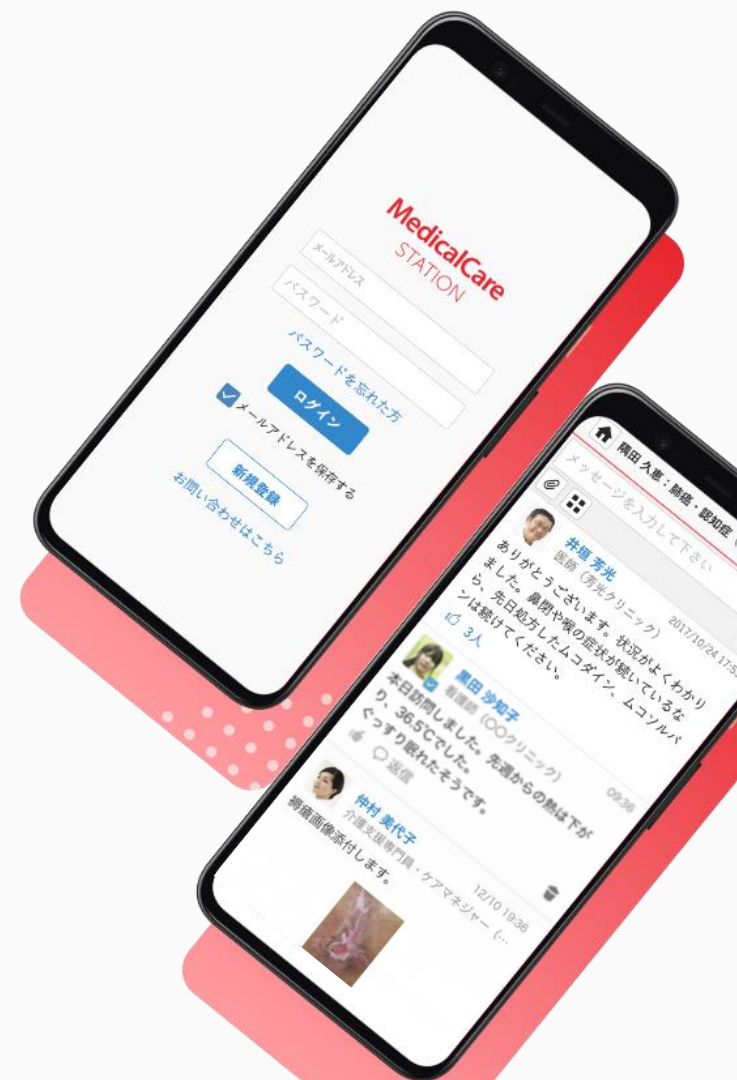 MedicalCare
STATION
メールアドレス
パスワード
パスワードを忘れた方
ログイン
メールアドレスを保存する
新規登録
お問い合わせはこちら
隅田 久恵：肺癌・認知症（
メッセージを入力して下さい
井垣 芳光
医師（芳光クリニック）
2017/10/24 17:53
ありがとうございます。状況がよくわかり
ました。鼻閉や喉の症状が続いているな
ら、先日処方したムコダイン、ムコソルバ
ンは続けてください。
3人
黒田 沙知子
看護師（〇〇クリニック）
09:36
本日訪問しました。先週からの熱は下が
り、36.5℃でした。
ぐっすり眠れたそうです。
返信
仲村 美代子
介護支援専門員・ケアマネジャー（…
12/10 19:36
褥瘡画像添付します。